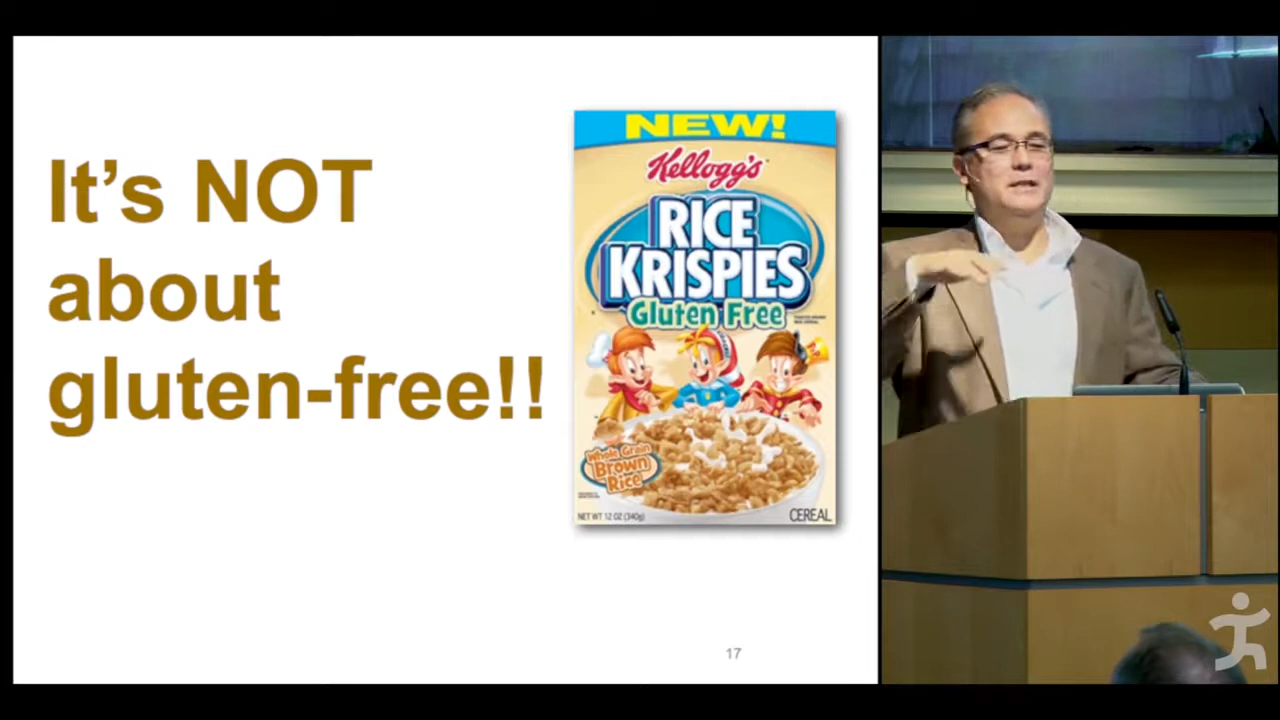 It's NOT
about
gluten-free!!
NEW!
Kellogg's
RICE
KRISPIES
Gluten Free
Whole Grain
Brown
Rice
NET WT 12 OZ (340g)
CEREAL
17